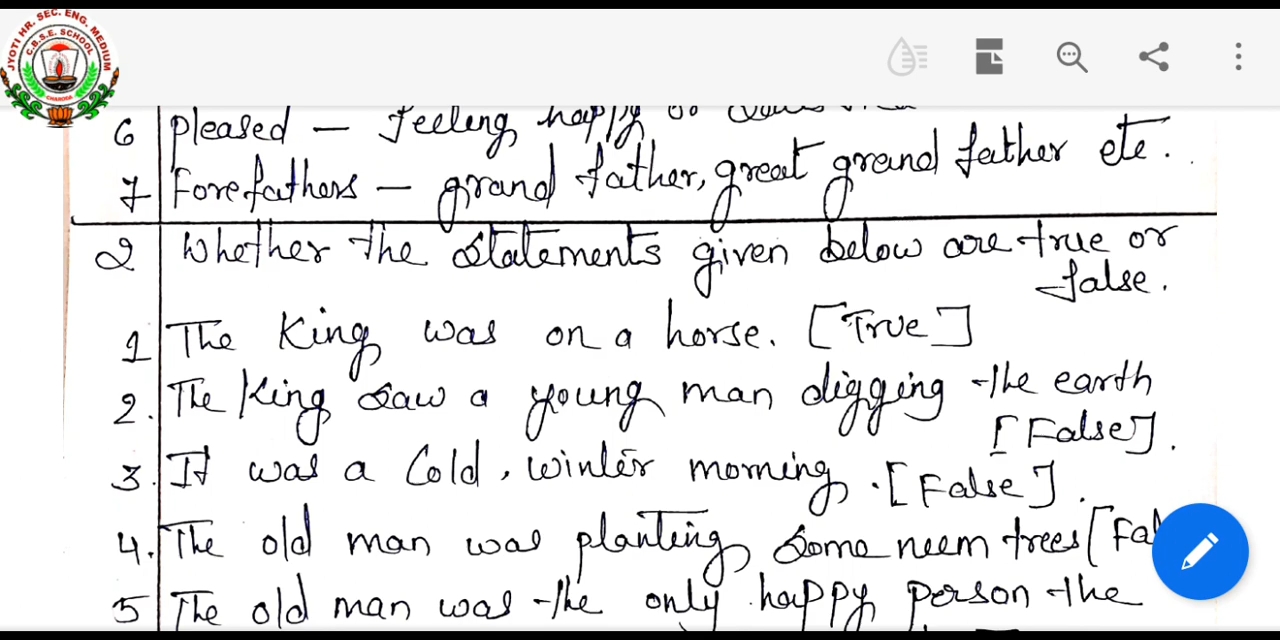 JYOTI HR. SEC. ENG. MEDIUM
C.B.S.E. SCHOOL
6 Pleased – Feeling happy or
7 Forefathers – grand father, great grand father etc.
2 Whether the statements given below are true or
false.
1 The King was on a horse. [True]
2. The King saw a young man digging the earth
[False].
3. It was a Cold, winter morning. [False].
4. The old man was planting some neem trees [Fal
5 The old man was the only happy person the